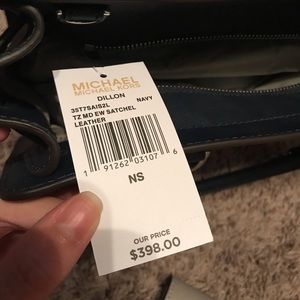 MICHAEL
MICHAEL KORS
DILLON
35T7SAIS2L NAVY
TZ MD EW SATCHEL
LEATHER
1 91262 03107 6
NS
OUR PRICE
$398.00